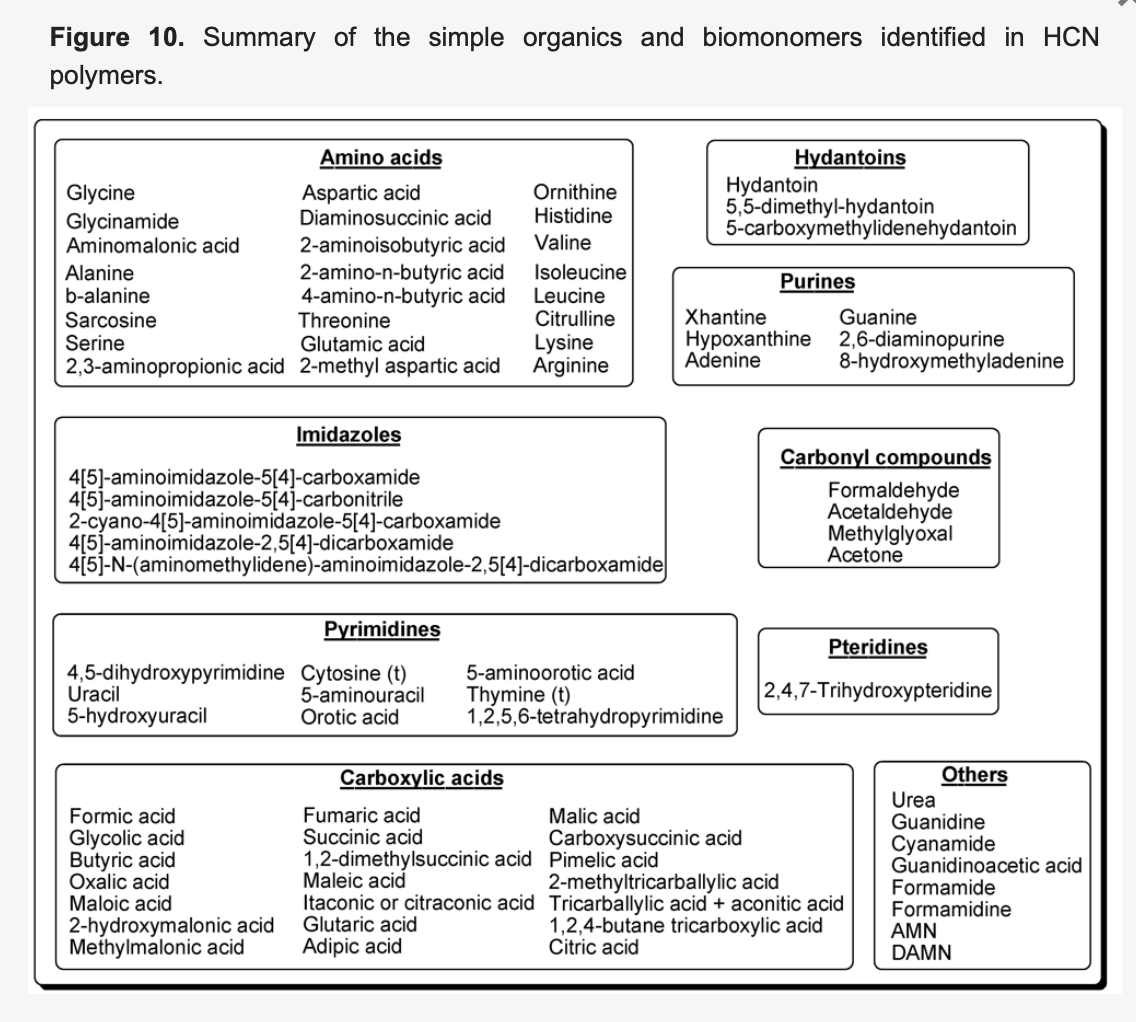 Figure 10. Summary of the simple organics and biomonomers identified in HCN
polymers.
Amino acids
Glycine
Glycinamide
Aminomalonic acid
Alanine
b-alanine
Sarcosine
Serine
2,3-aminopropionic acid
Aspartic acid
Diaminosuccinic acid
2-aminoisobutyric acid
2-amino-n-butyric acid
4-amino-n-butyric acid
Threonine
Glutamic acid
2-methyl aspartic acid
Ornithine
Histidine
Valine
Isoleucine
Leucine
Citrulline
Lysine
Arginine
Hydantoins
Hydantoin
5,5-dimethyl-hydantoin
5-carboxymethylidenehydantoin
Purines
Xhantine
Hypoxanthine
Adenine
Guanine
2,6-diaminopurine
8-hydroxymethyladenine
Imidazoles
4[5]-aminoimidazole-5[4]-carboxamide
4[5]-aminoimidazole-5[4]-carbonitrile
2-cyano-4[5]-aminoimidazole-5[4]-carboxamide
4[5]-aminoimidazole-2,5[4]-dicarboxamide
4[5]-N-(aminomethylidene)-aminoimidazole-2,5[4]-dicarboxamide
Carbonyl compounds
Formaldehyde
Acetaldehyde
Methylglyoxal
Acetone
Pyrimidines
4,5-dihydroxypyrimidine
Uracil
5-hydroxyuracil
Cytosine (t)
5-aminouracil
Orotic acid
5-aminoorotic acid
Thymine (t)
1,2,5,6-tetrahydropyrimidine
Pteridines
2,4,7-Trihydroxypteridine
Carboxylic acids
Formic acid
Glycolic acid
Butyric acid
Oxalic acid
Maloic acid
2-hydroxymalonic acid
Methylmalonic acid
Fumaric acid
Succinic acid
1,2-dimethylsuccinic acid
Maleic acid
Itaconic or citraconic acid
Glutaric acid
Adipic acid
Malic acid
Carboxysuccinic acid
Pimelic acid
2-methyltricarballylic acid
Tricarballylic acid + aconitic acid
1,2,4-butane tricarboxylic acid
Citric acid
Others
Urea
Guanidine
Cyanamide
Guanidinoacetic acid
Formamide
Formamidine
AMN
DAMN